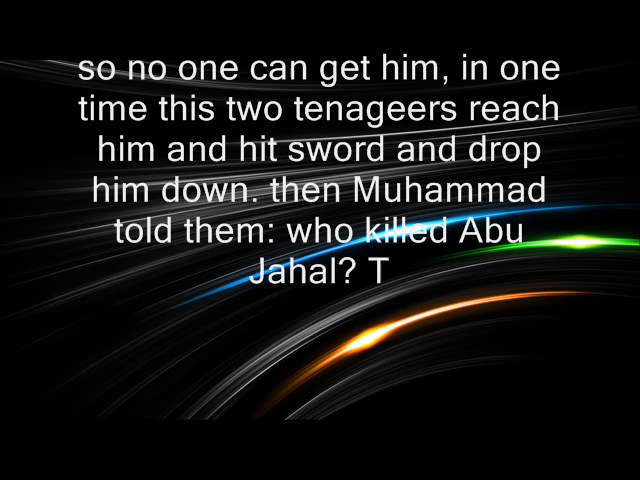 so no one can get him, in one
time this two tenageers reach
him and hit sword and drop
him down. then Muhammad
told them: who killed Abu
Jahal? T